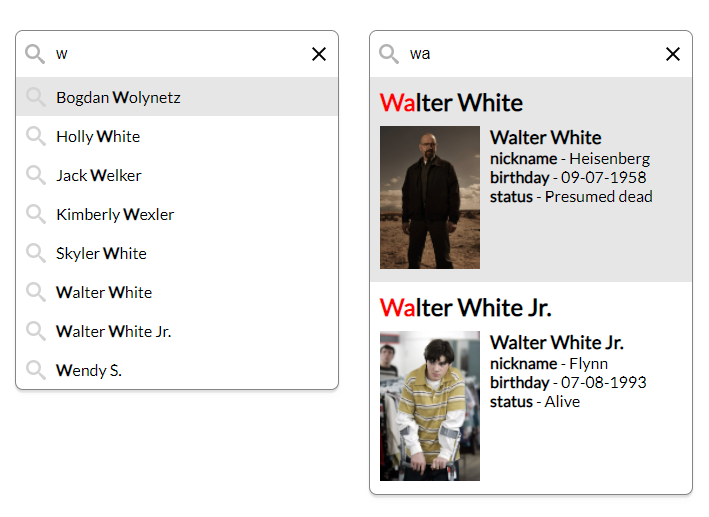 w
Bogdan Wolynetz
Holly White
Jack Welker
Kimberly Wexler
Skyler White
Walter White
Walter White Jr.
Wendy S.
wa
Walter White
Walter White
nickname - Heisenberg
birthday - 09-07-1958
status - Presumed dead
Walter White Jr.
Walter White Jr.
nickname - Flynn
birthday - 07-08-1993
status - Alive